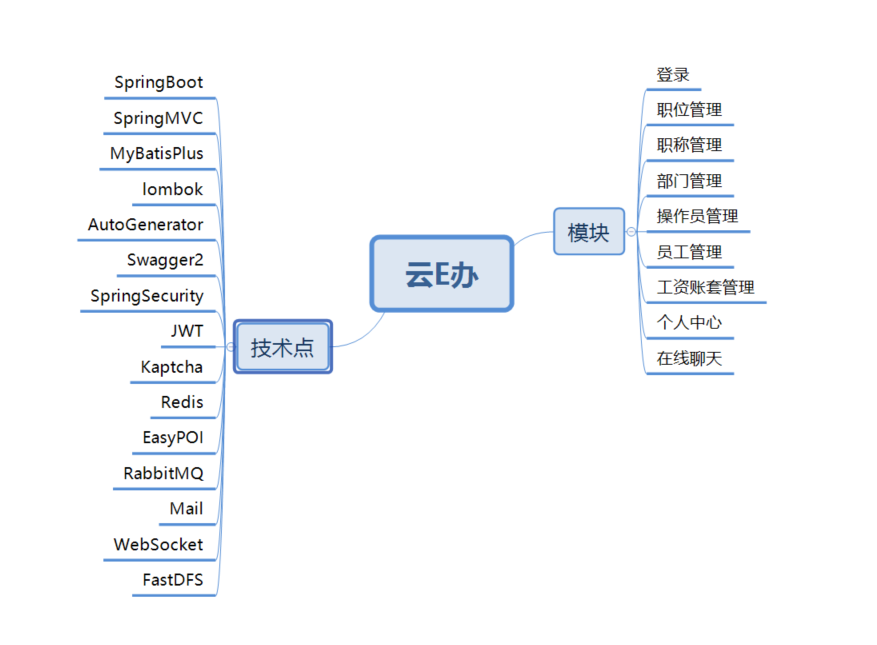 云E办
技术点
SpringBoot
SpringMVC
MyBatisPlus
lombok
AutoGenerator
Swagger2
SpringSecurity
JWT
Kaptcha
Redis
EasyPOI
RabbitMQ
Mail
WebSocket
FastDFS
模块
登录
职位管理
职称管理
部门管理
操作员管理
员工管理
工资账套管理
个人中心
在线聊天